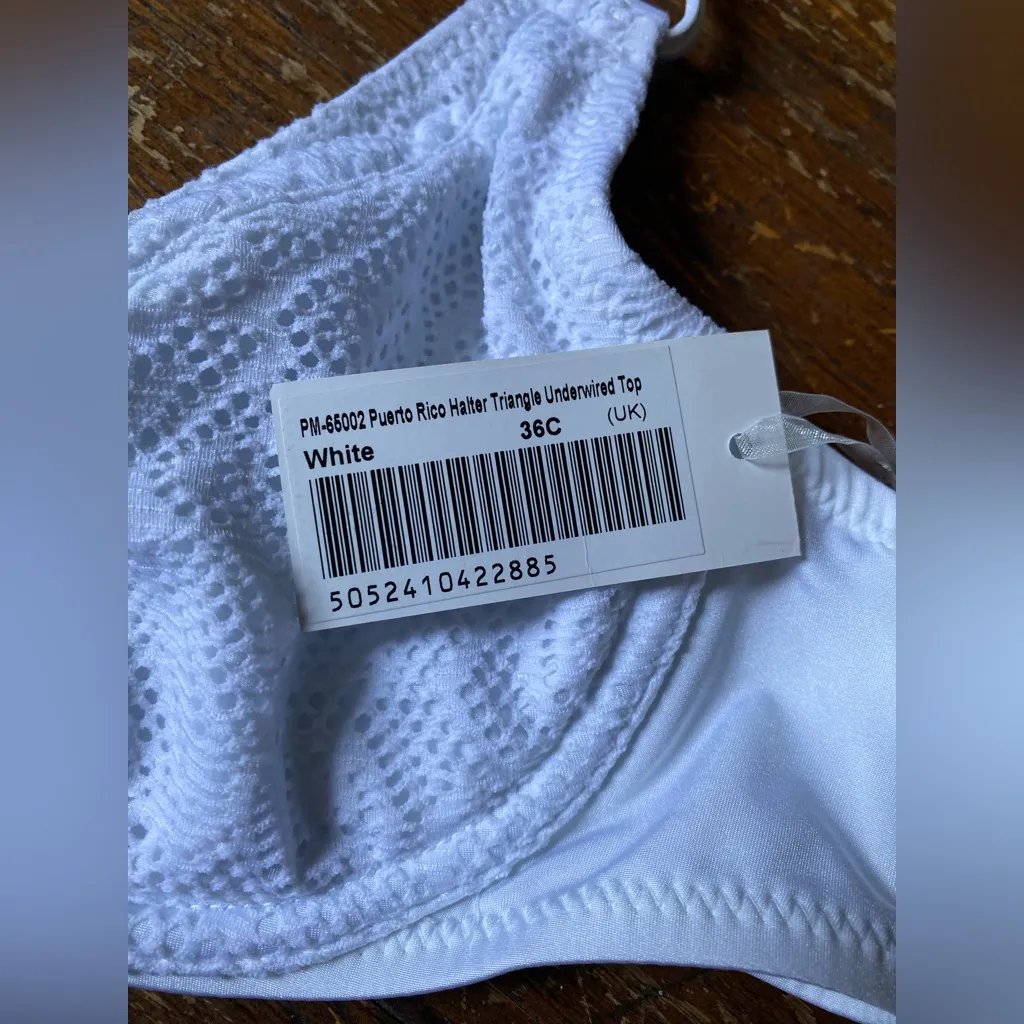 PM-65002 Puerto Rico Halter Triangle Underwired Top
White 36C (UK)
5052410422885